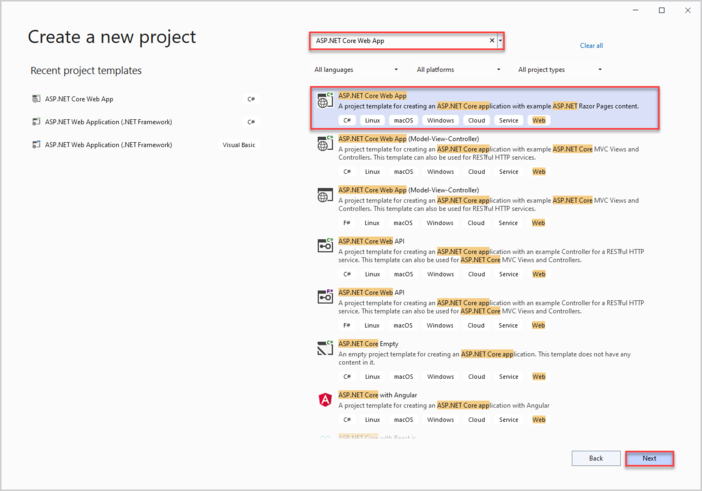 Create a new project
Recent project templates
ASP.NET Core Web App C#
ASP.NET Web Application (.NET Framework) C#
ASP.NET Web Application (.NET Framework) Visual Basic
ASP.NET Core Web App
Clear all
All languages All platforms All project types
ASP.NET Core Web App
A project template for creating an ASP.NET Core application with example ASP.NET Razor Pages content.
C# Linux macOS Windows Cloud Service Web
ASP.NET Core Web App (Model-View-Controller)
A project template for creating an ASP.NET Core application with example ASP.NET Core MVC Views and
Controllers. This template can also be used for RESTful HTTP services.
C# Linux macOS Windows Cloud Service Web
ASP.NET Core Web App (Model-View-Controller)
A project template for creating an ASP.NET Core application with example ASP.NET Core MVC Views and
Controllers. This template can also be used for RESTful HTTP services.
F# Linux macOS Windows Cloud Service Web
ASP.NET Core Web API
A project template for creating an ASP.NET Core application with an example Controller for a RESTful HTTP
service. This template can also be used for ASP.NET Core MVC Views and Controllers.
C# Linux macOS Windows Cloud Service Web
ASP.NET Core Web API
A project template for creating an ASP.NET Core application with an example Controller for a RESTful HTTP
service. This template can also be used for ASP.NET Core MVC Views and Controllers.
F# Linux macOS Windows Cloud Service Web
ASP.NET Core Empty
An empty project template for creating an ASP.NET Core application. This template does not have any
content in it.
C# Linux macOS Windows Cloud Service Web
ASP.NET Core with Angular
A project template for creating an ASP.NET Core application with Angular
C# Linux macOS Windows Cloud Service Web
ASP.NET Core with React.js
Back Next